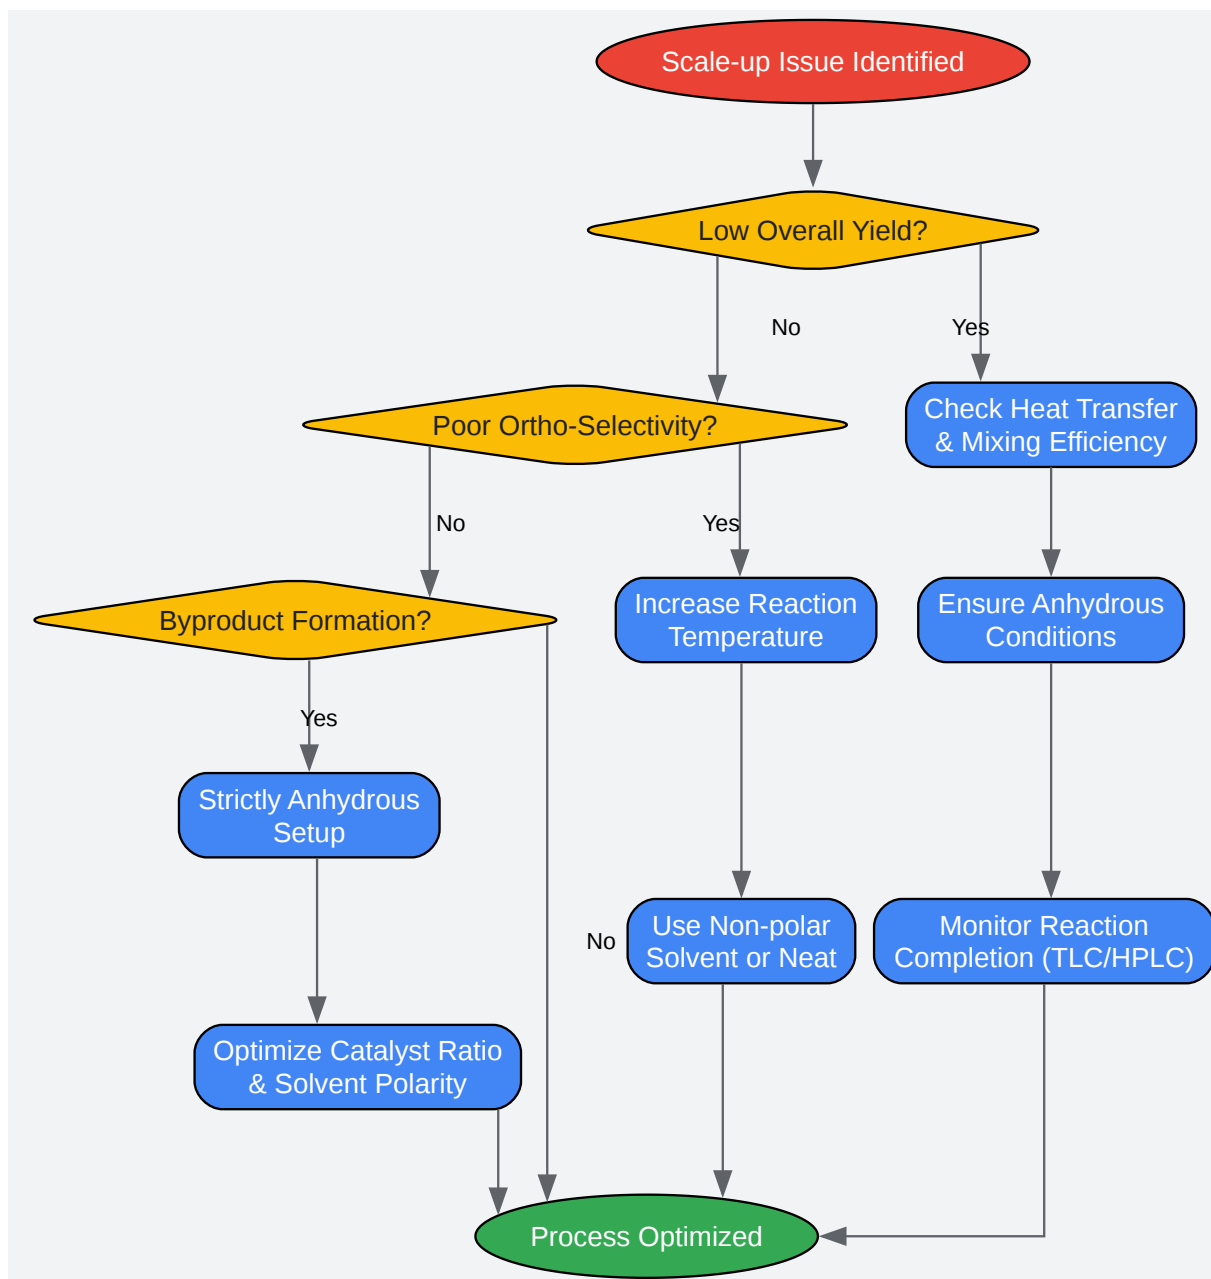 Scale-up Issue Identified
Low Overall Yield?
No
Yes
Poor Ortho-Selectivity?
Check Heat Transfer
& Mixing Efficiency
No
Yes
Byproduct Formation?
Increase Reaction
Temperature
Ensure Anhydrous
Conditions
Yes
Strictly Anhydrous
Setup
No
Use Non-polar
Solvent or Neat
Monitor Reaction
Completion (TLC/HPLC)
Optimize Catalyst Ratio
& Solvent Polarity
Process Optimized